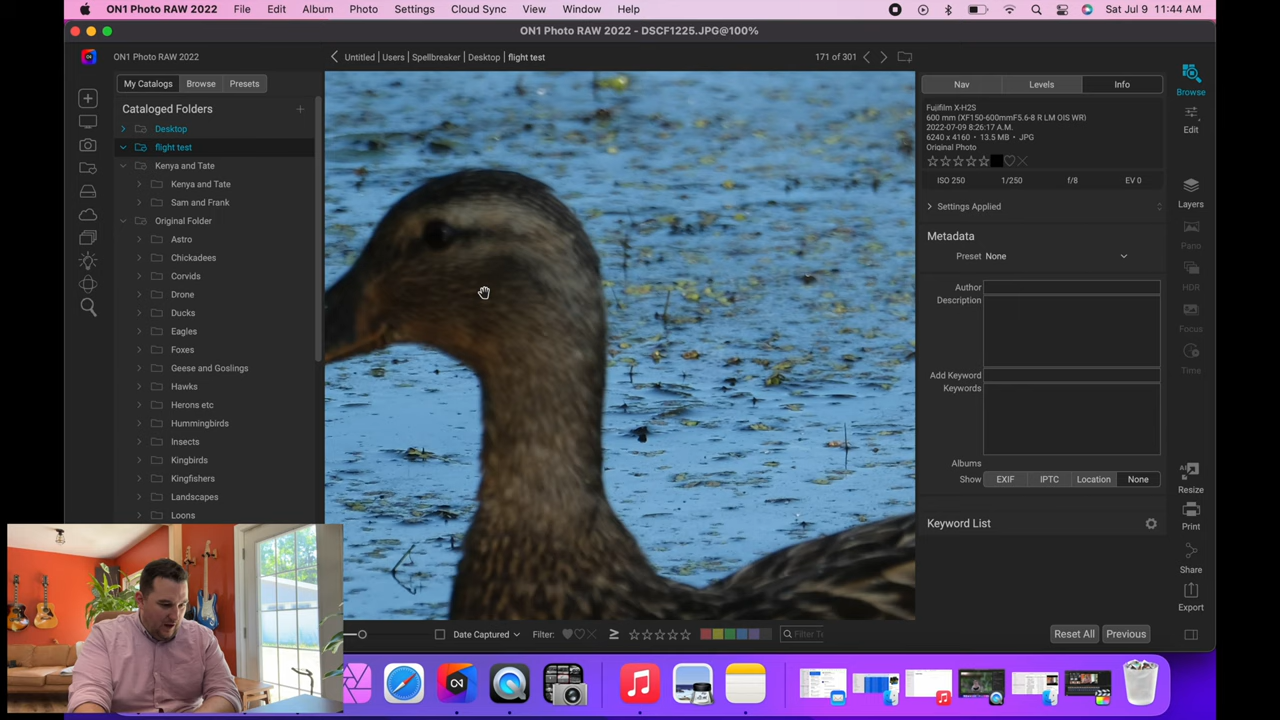 ON1 Photo RAW 2022 File Edit Album Photo Settings Cloud Sync View Window Help Sat Jul 9 11:44 AM
ON1 Photo RAW 2022 - DSCF1225.JPG@100%
ON1 Photo RAW 2022
Untitled | Users | Spellbreaker | Desktop | flight test
171 of 301
My Catalogs Browse Presets
Cataloged Folders
Desktop
flight test
Kenya and Tate
Kenya and Tate
Sam and Frank
Original Folder
Astro
Chickadees
Corvids
Drone
Ducks
Eagles
Foxes
Geese and Goslings
Hawks
Herons etc
Hummingbirds
Insects
Kingbirds
Kingfishers
Landscapes
Loons
Nav Levels Info
Fujifilm X-H2S
600 mm (XF150-600mmF5.6-8 R LM OIS WR)
2022-07-09 8:26:17 A.M.
6240 x 4160 • 13.5 MB • JPG
Original Photo
ISO 250 1/250 f/8 EV 0
Settings Applied
Metadata
Preset None
Author
Description
Add Keyword
Keywords
Albums
Show EXIF IPTC Location None
Keyword List
Browse
Edit
Layers
Pano
HDR
Focus
Time
Resize
Print
Share
Export
Date Captured Filter: Filter Te
Reset All Previous